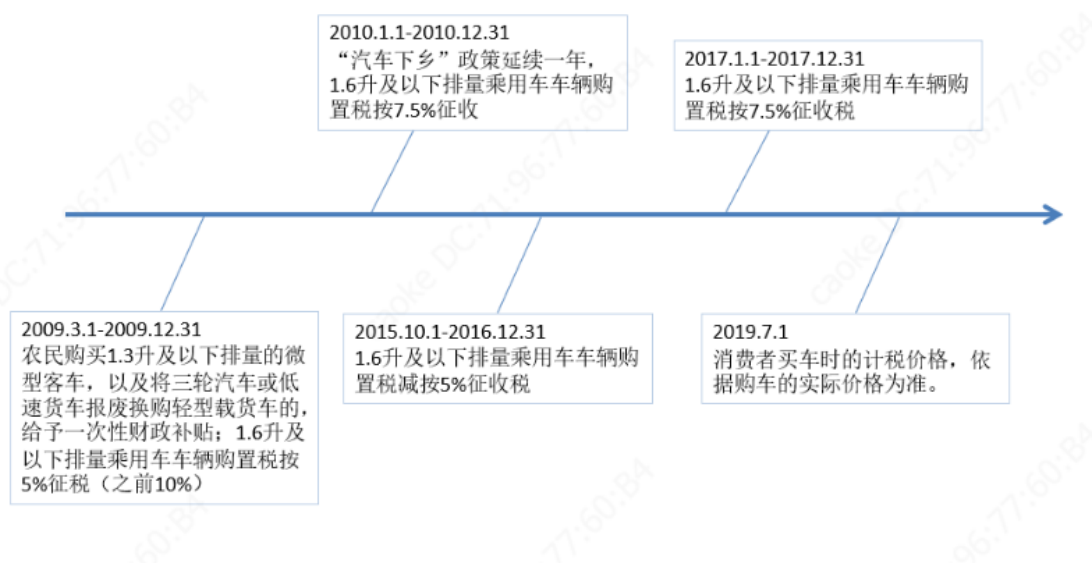 2010.1.1-2010.12.31
“汽车下乡”政策延续一年，
1.6升及以下排量乘用车车辆购
置税按7.5%征收
2017.1.1-2017.12.31
1.6升及以下排量乘用车车辆购
置税按7.5%征收税
2009.3.1-2009.12.31
农民购买1.3升及以下排量的微
型客车，以及将三轮汽车或低
速货车报废换购轻型载货车的，
给予一次性财政补贴；1.6升及
以下排量乘用车车辆购置税按
5%征税（之前10%）
2015.10.1-2016.12.31
1.6升及以下排量乘用车车辆购
置税减按5%征收税
2019.7.1
消费者买车时的计税价格，依
据购车的实际价格为准。
caoke DC:71:96:77:60:B4